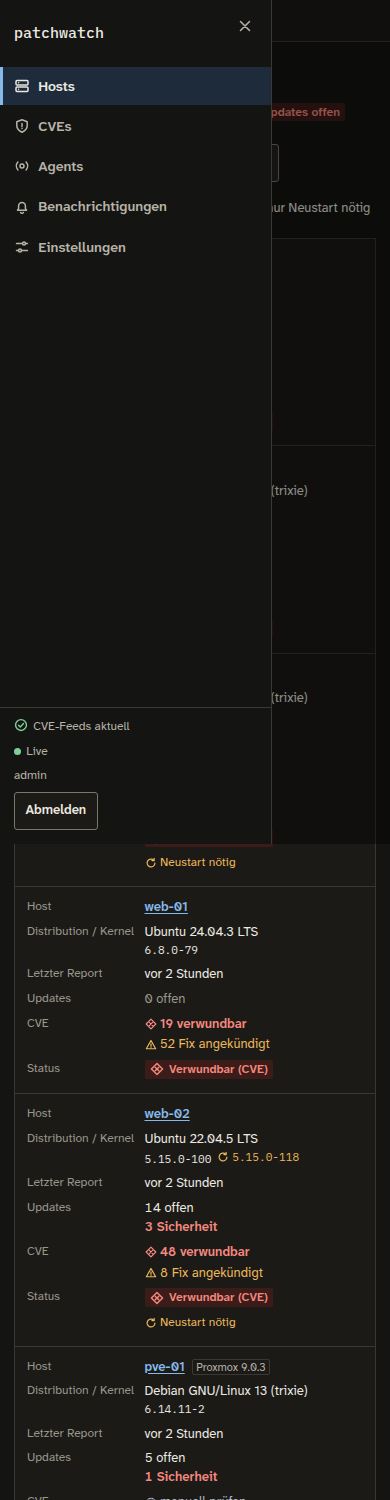 patchwatch
Hosts
pdates offen
CVEs
Agents
Benachrichtigungen
ur Neustart nötig
Einstellungen
(trixie)
(trixie)
(trixie)
CVE-Feeds aktuell
Live
admin
Abmelden
Neustart nötig
Host web-01
Distribution / Kernel Ubuntu 24.04.3 LTS
6.8.0-79
Letzter Report vor 2 Stunden
Updates 0 offen
CVE 19 verwundbar
52 Fix angekündigt
Status Verwundbar (CVE)
Host web-02
Distribution / Kernel Ubuntu 22.04.5 LTS
5.15.0-100 5.15.0-118
Letzter Report vor 2 Stunden
Updates 14 offen
3 Sicherheit
CVE 48 verwundbar
8 Fix angekündigt
Status Verwundbar (CVE)
Neustart nötig
Host pve-01 Proxmox 9.0.3
Distribution / Kernel Debian GNU/Linux 13 (trixie)
6.14.11-2
Letzter Report vor 2 Stunden
Updates 5 offen
1 Sicherheit
CVE manuell prüfen